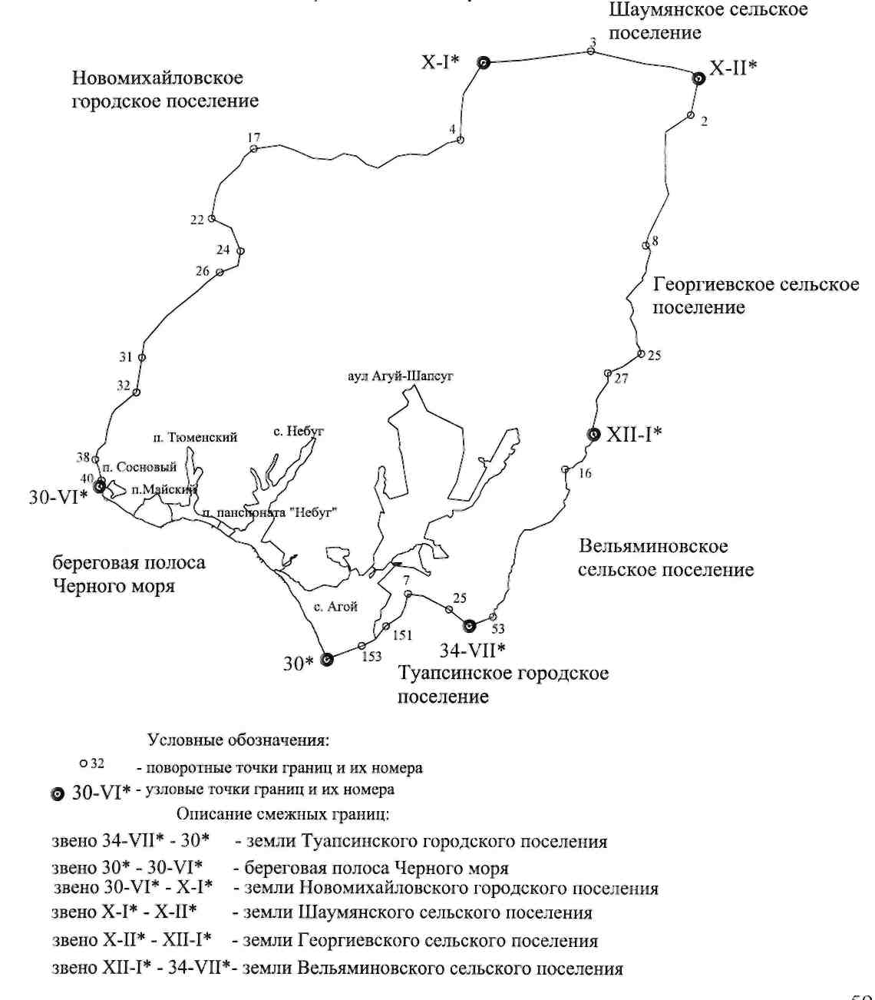 Шаумянское сельское
поселение
3
X-I*
X-II*
Новомихайловское
городское поселение
2
4
17
22
8
24
26
Георгиевское сельское
поселение
31
25
аул Агуй-Шапсуг
27
32
с. Небуг
XII-I*
п. Тюменский
38
п. Сосновый
16
40
п.Майский
30-VI*
п. пансионата "Небуг"
Вельяминовское
сельское поселение
береговая полоса
Черного моря
7
25
с. Агой
53
151
34-VII*
153
30*
Туапсинское городское
поселение
Условные обозначения:
32 - поворотные точки границ и их номера
30-VI* - узловые точки границ и их номера
Описание смежных границ:
звено 34-VII* - 30* - земли Туапсинского городского поселения
звено 30* - 30-VI* - береговая полоса Черного моря
звено 30-VI* - X-I* - земли Новомихайловского городского поселения
звено X-I* - X-II* - земли Шаумянского сельского поселения
звено X-II* - XII-I* - земли Георгиевского сельского поселения
звено XII-I* - 34-VII* - земли Вельяминовского сельского поселения